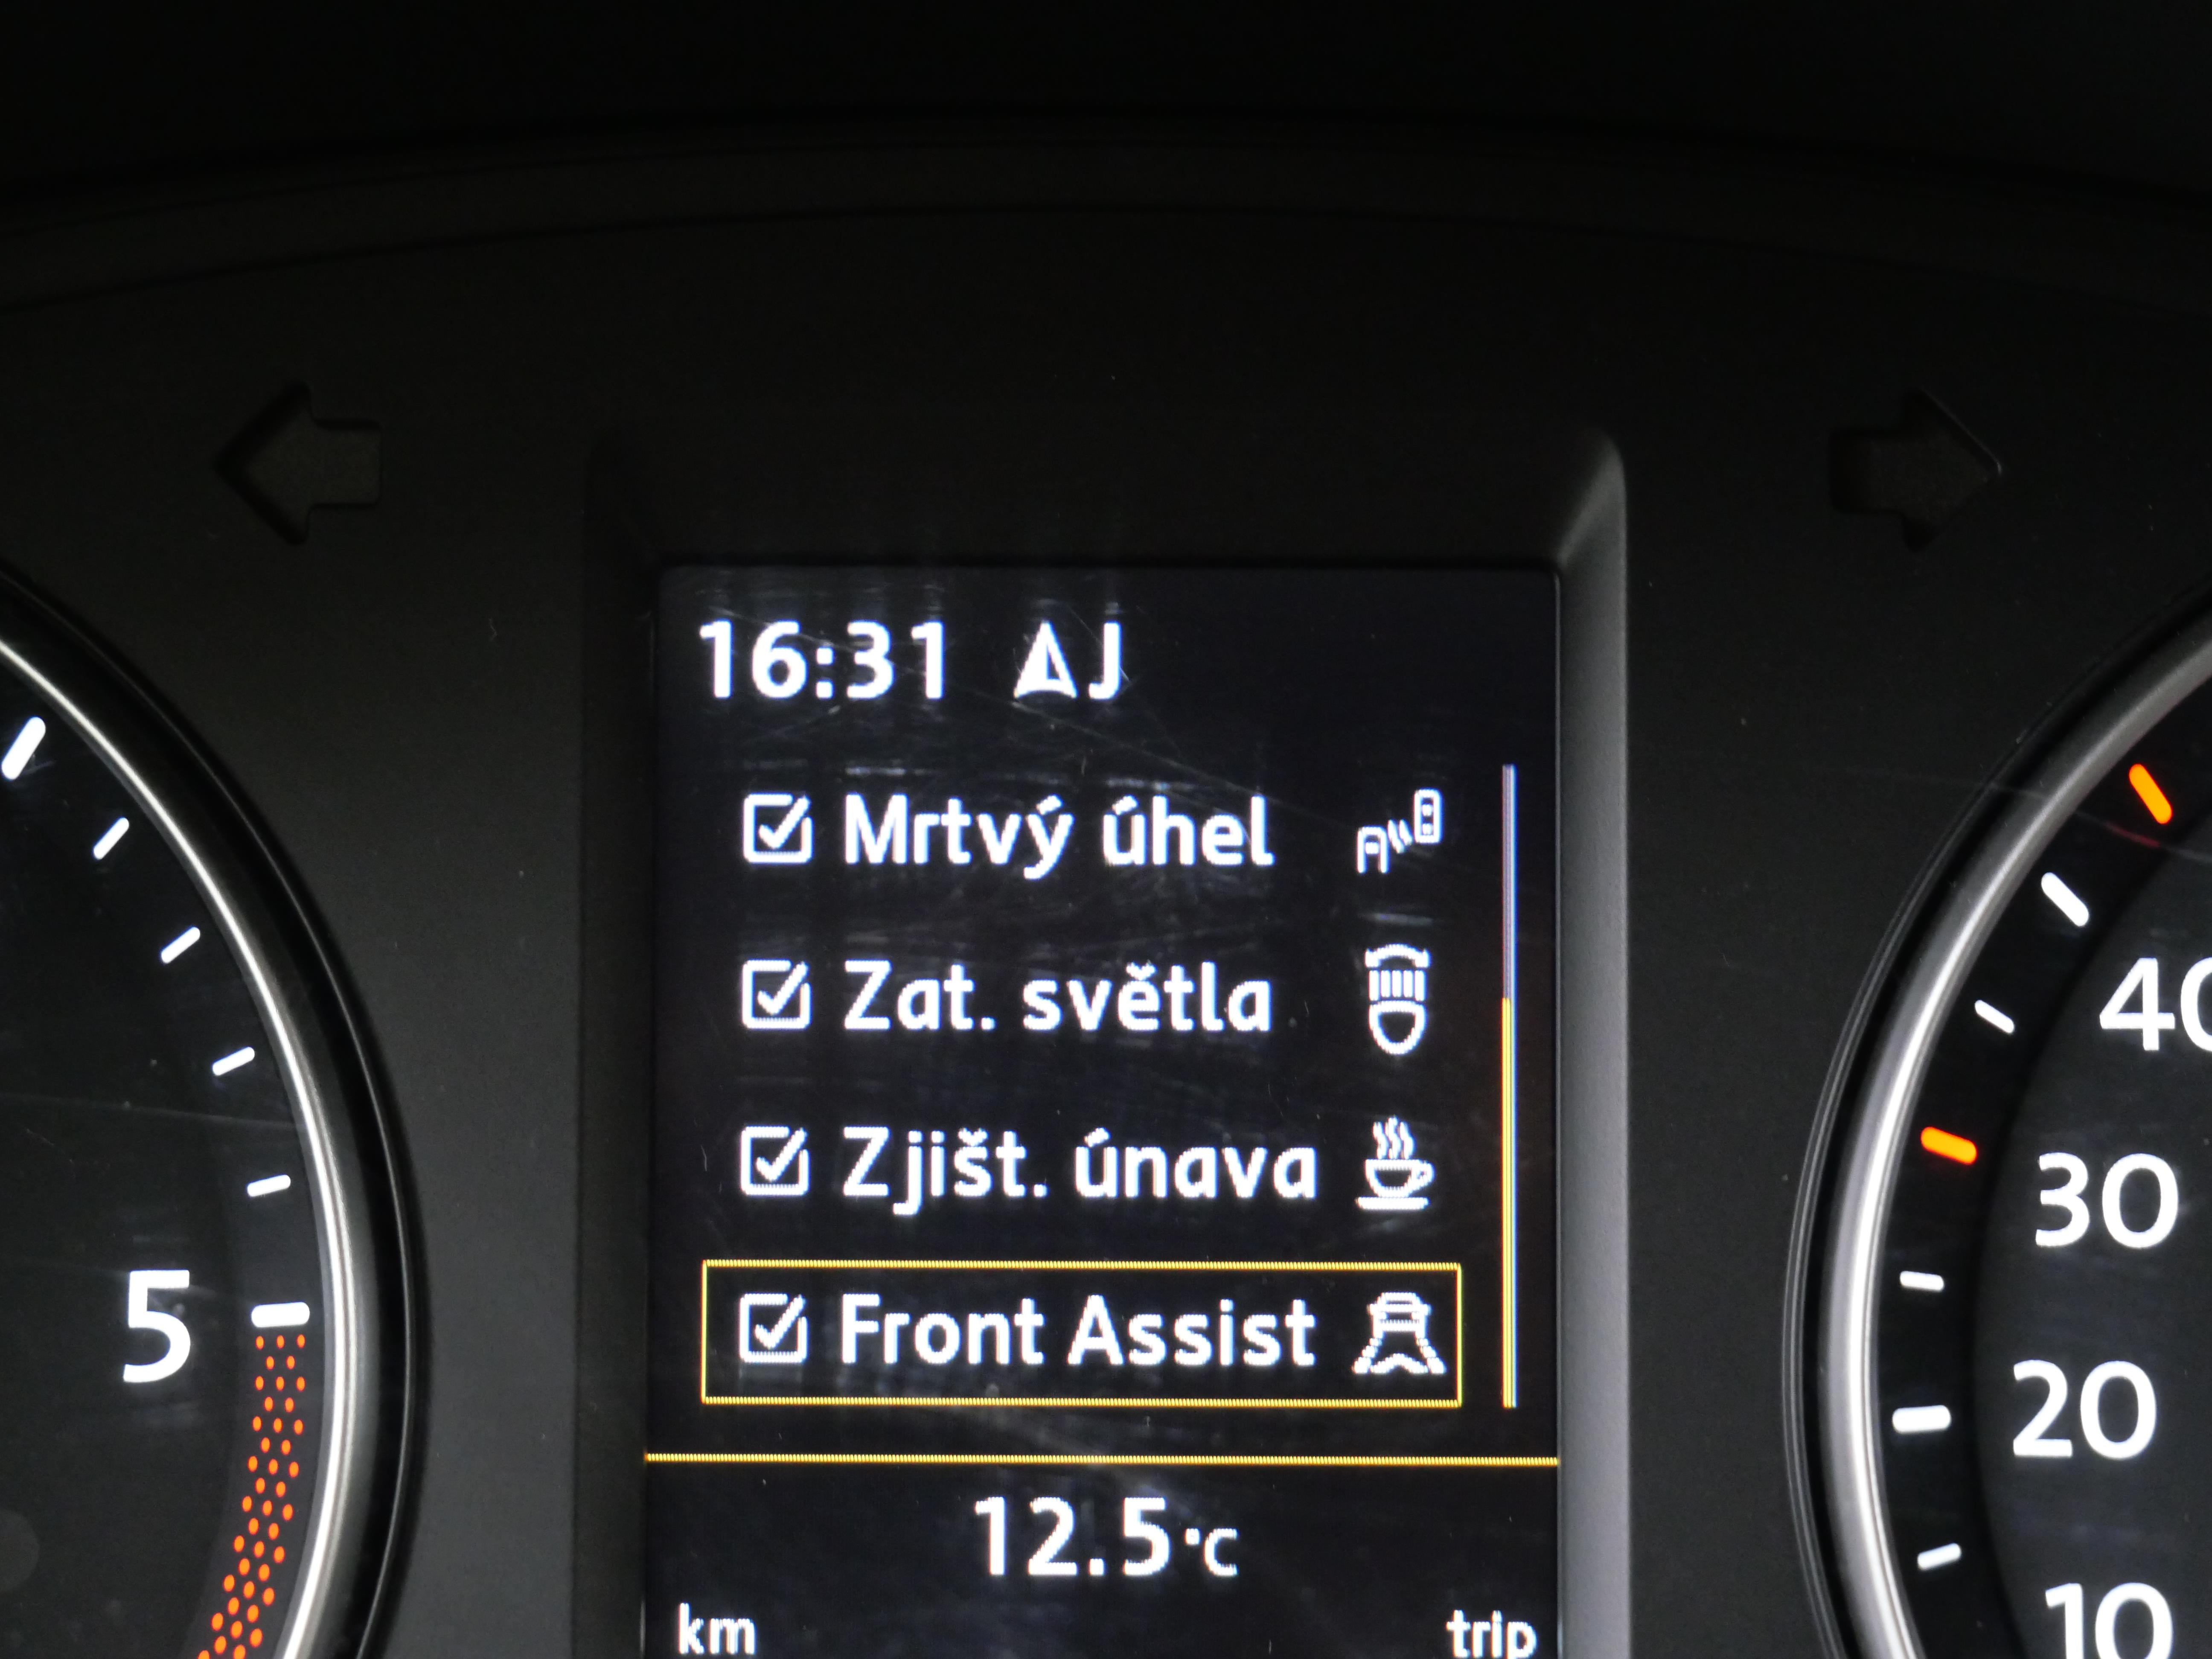 16:31 J
Mrtvý úhel
Zat. světla
Zjišt. únava
Front Assist
12.5°C
km trip
5
40
30
20
10